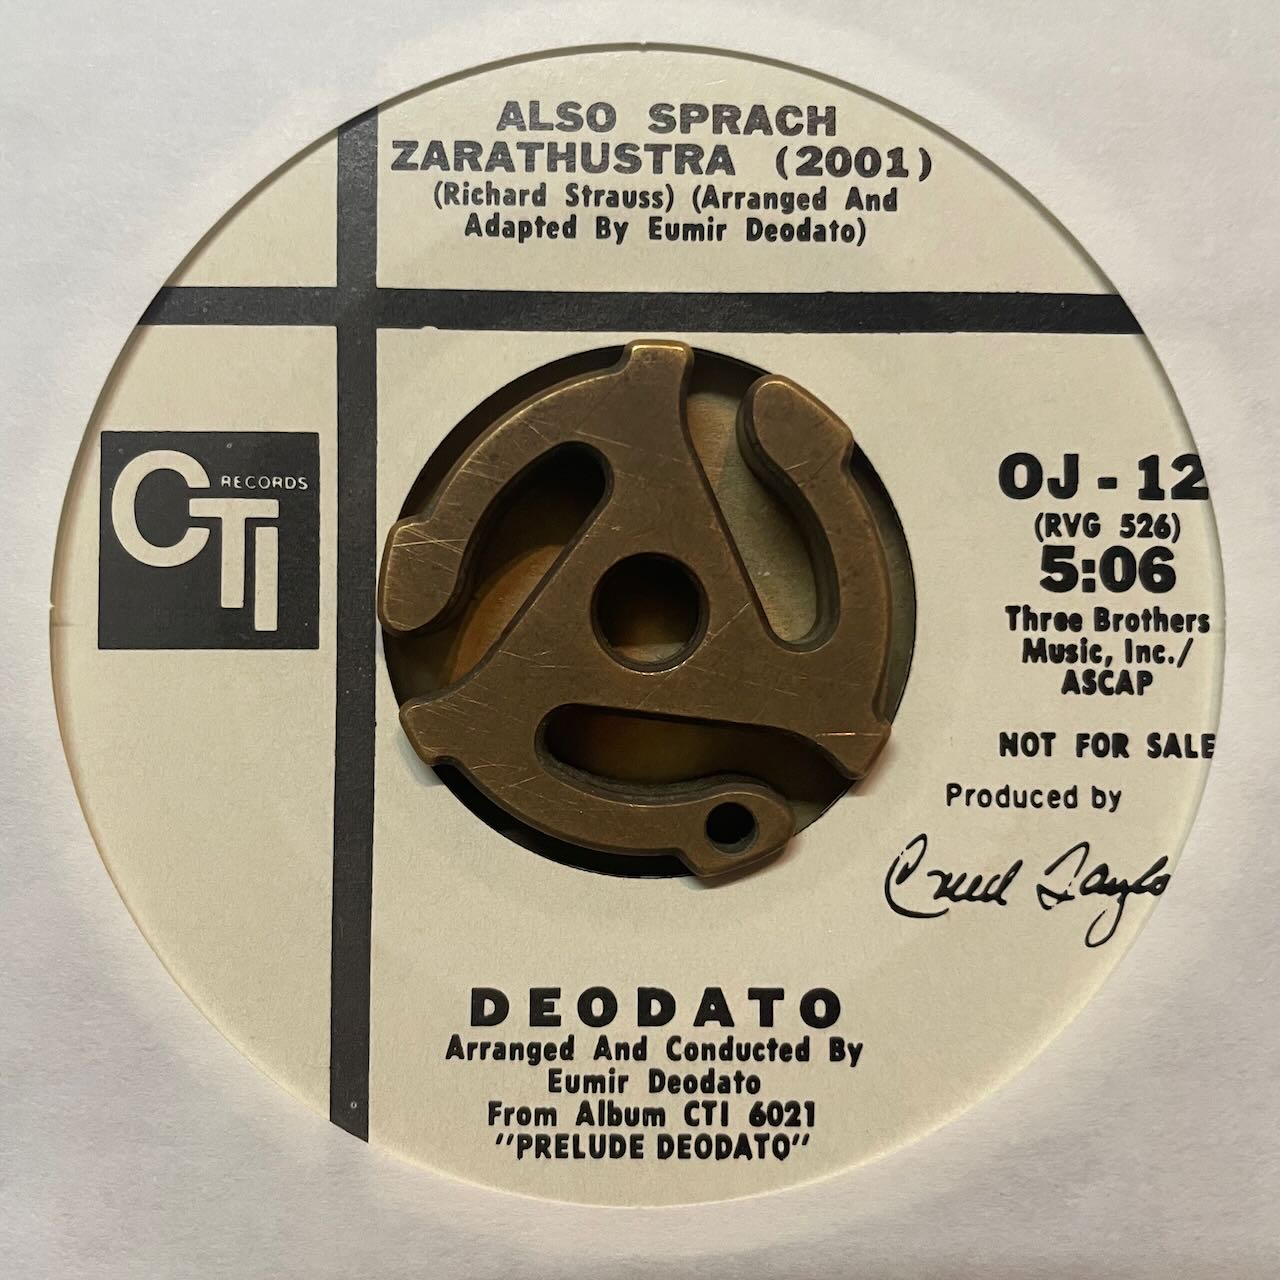 ALSO SPRACH
ZARATHUSTRA (2001)
(Richard Strauss) (Arranged And
Adapted By Eumir Deodato)
CTI RECORDS
OJ - 12
(RVG 526)
5:06
Three Brothers
Music, Inc./
ASCAP
NOT FOR SALE
Produced by
Creed Taylo
DEODATO
Arranged And Conducted By
Eumir Deodato
From Album CTI 6021
"PRELUDE DEODATO"